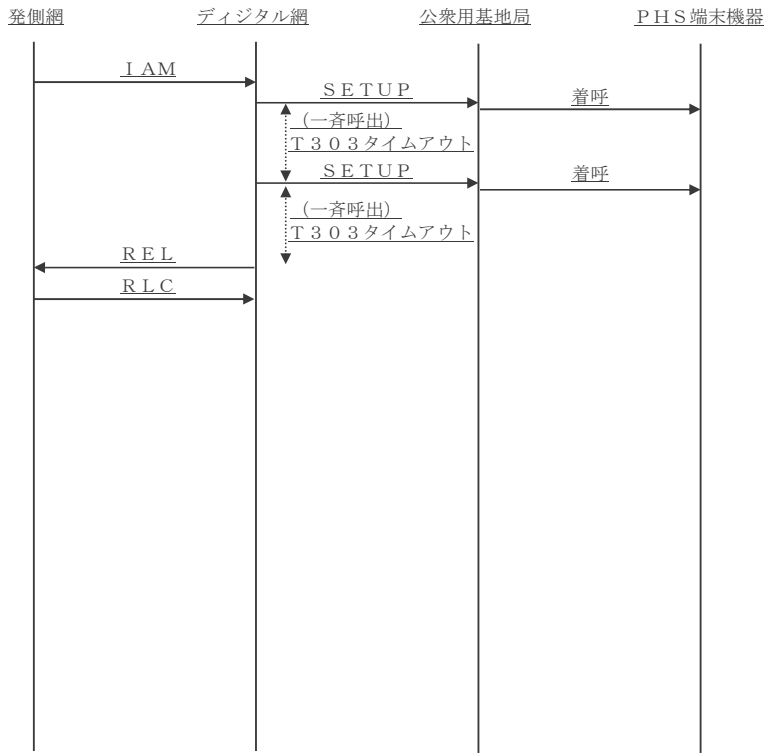 発側網
ディジタル網
公衆用基地局
ＰＨＳ端末機器
ＩＡＭ
ＳＥＴＵＰ
着呼
（一斉呼出）
Ｔ３０３タイムアウト
ＳＥＴＵＰ
着呼
（一斉呼出）
Ｔ３０３タイムアウト
ＲＥＬ
ＲＬＣ